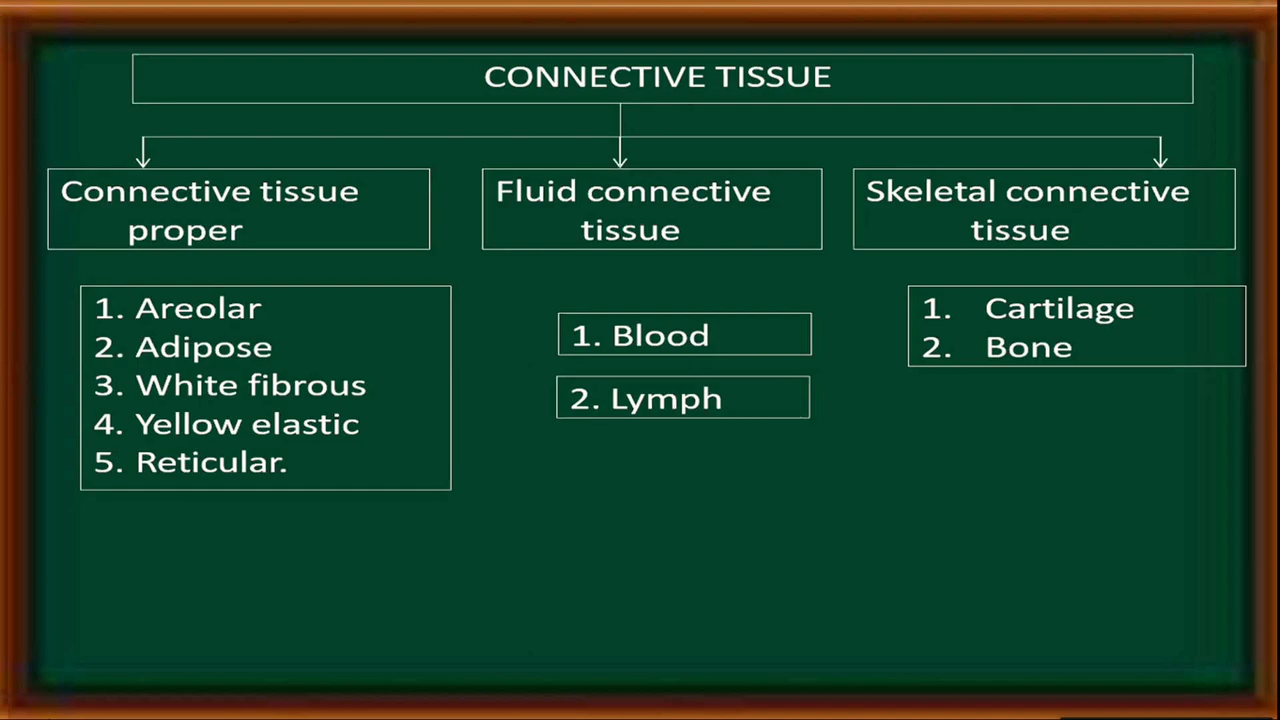 CONNECTIVE TISSUE
Connective tissue
proper
Fluid connective
tissue
Skeletal connective
tissue
1. Areolar
2. Adipose
3. White fibrous
4. Yellow elastic
5. Reticular.
1. Blood
2. Lymph
1. Cartilage
2. Bone